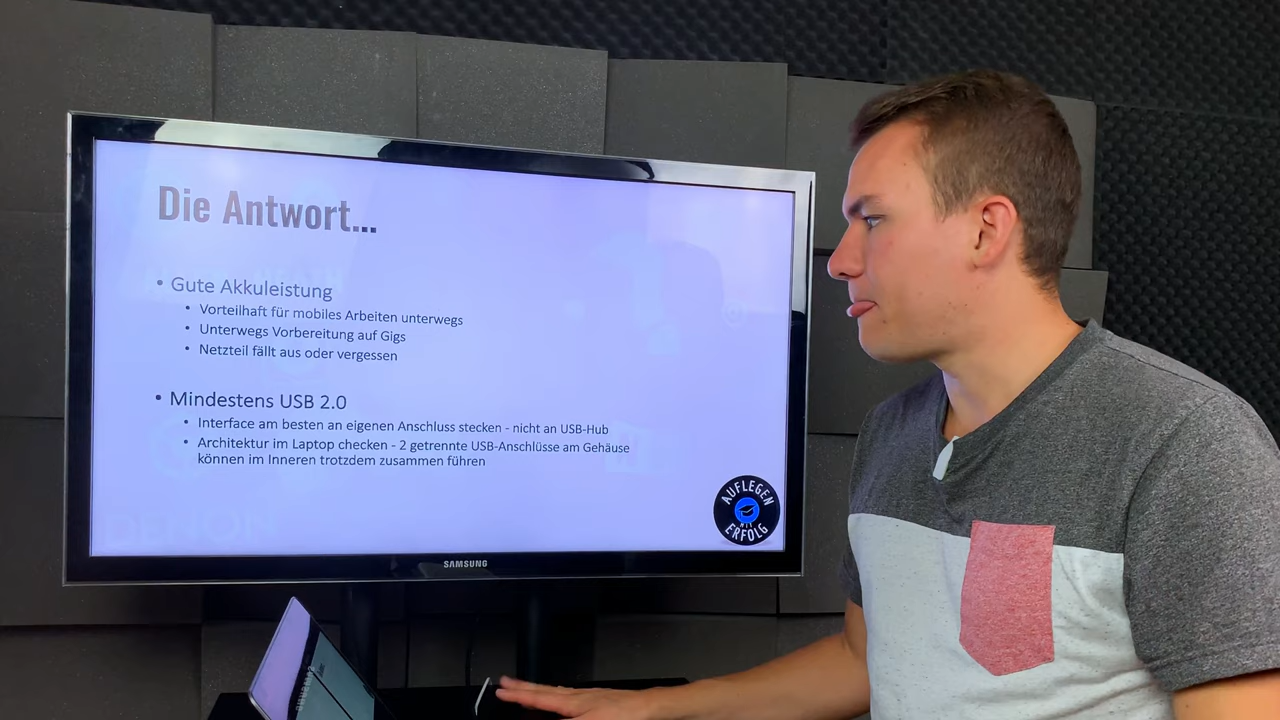 Die Antwort...
• Gute Akkuleistung
• Vorteilhaft für mobiles Arbeiten unterwegs
• Unterwegs Vorbereitung auf Gigs
• Netzteil fällt aus oder vergessen
• Mindestens USB 2.0
• Interface am besten an eigenen Anschluss stecken - nicht an USB-Hub
• Architektur im Laptop checken - 2 getrennte USB-Anschlüsse am Gehäuse
können im Inneren trotzdem zusammen führen
AUFLEGEN
MIT
ERFOLG
SAMSUNG